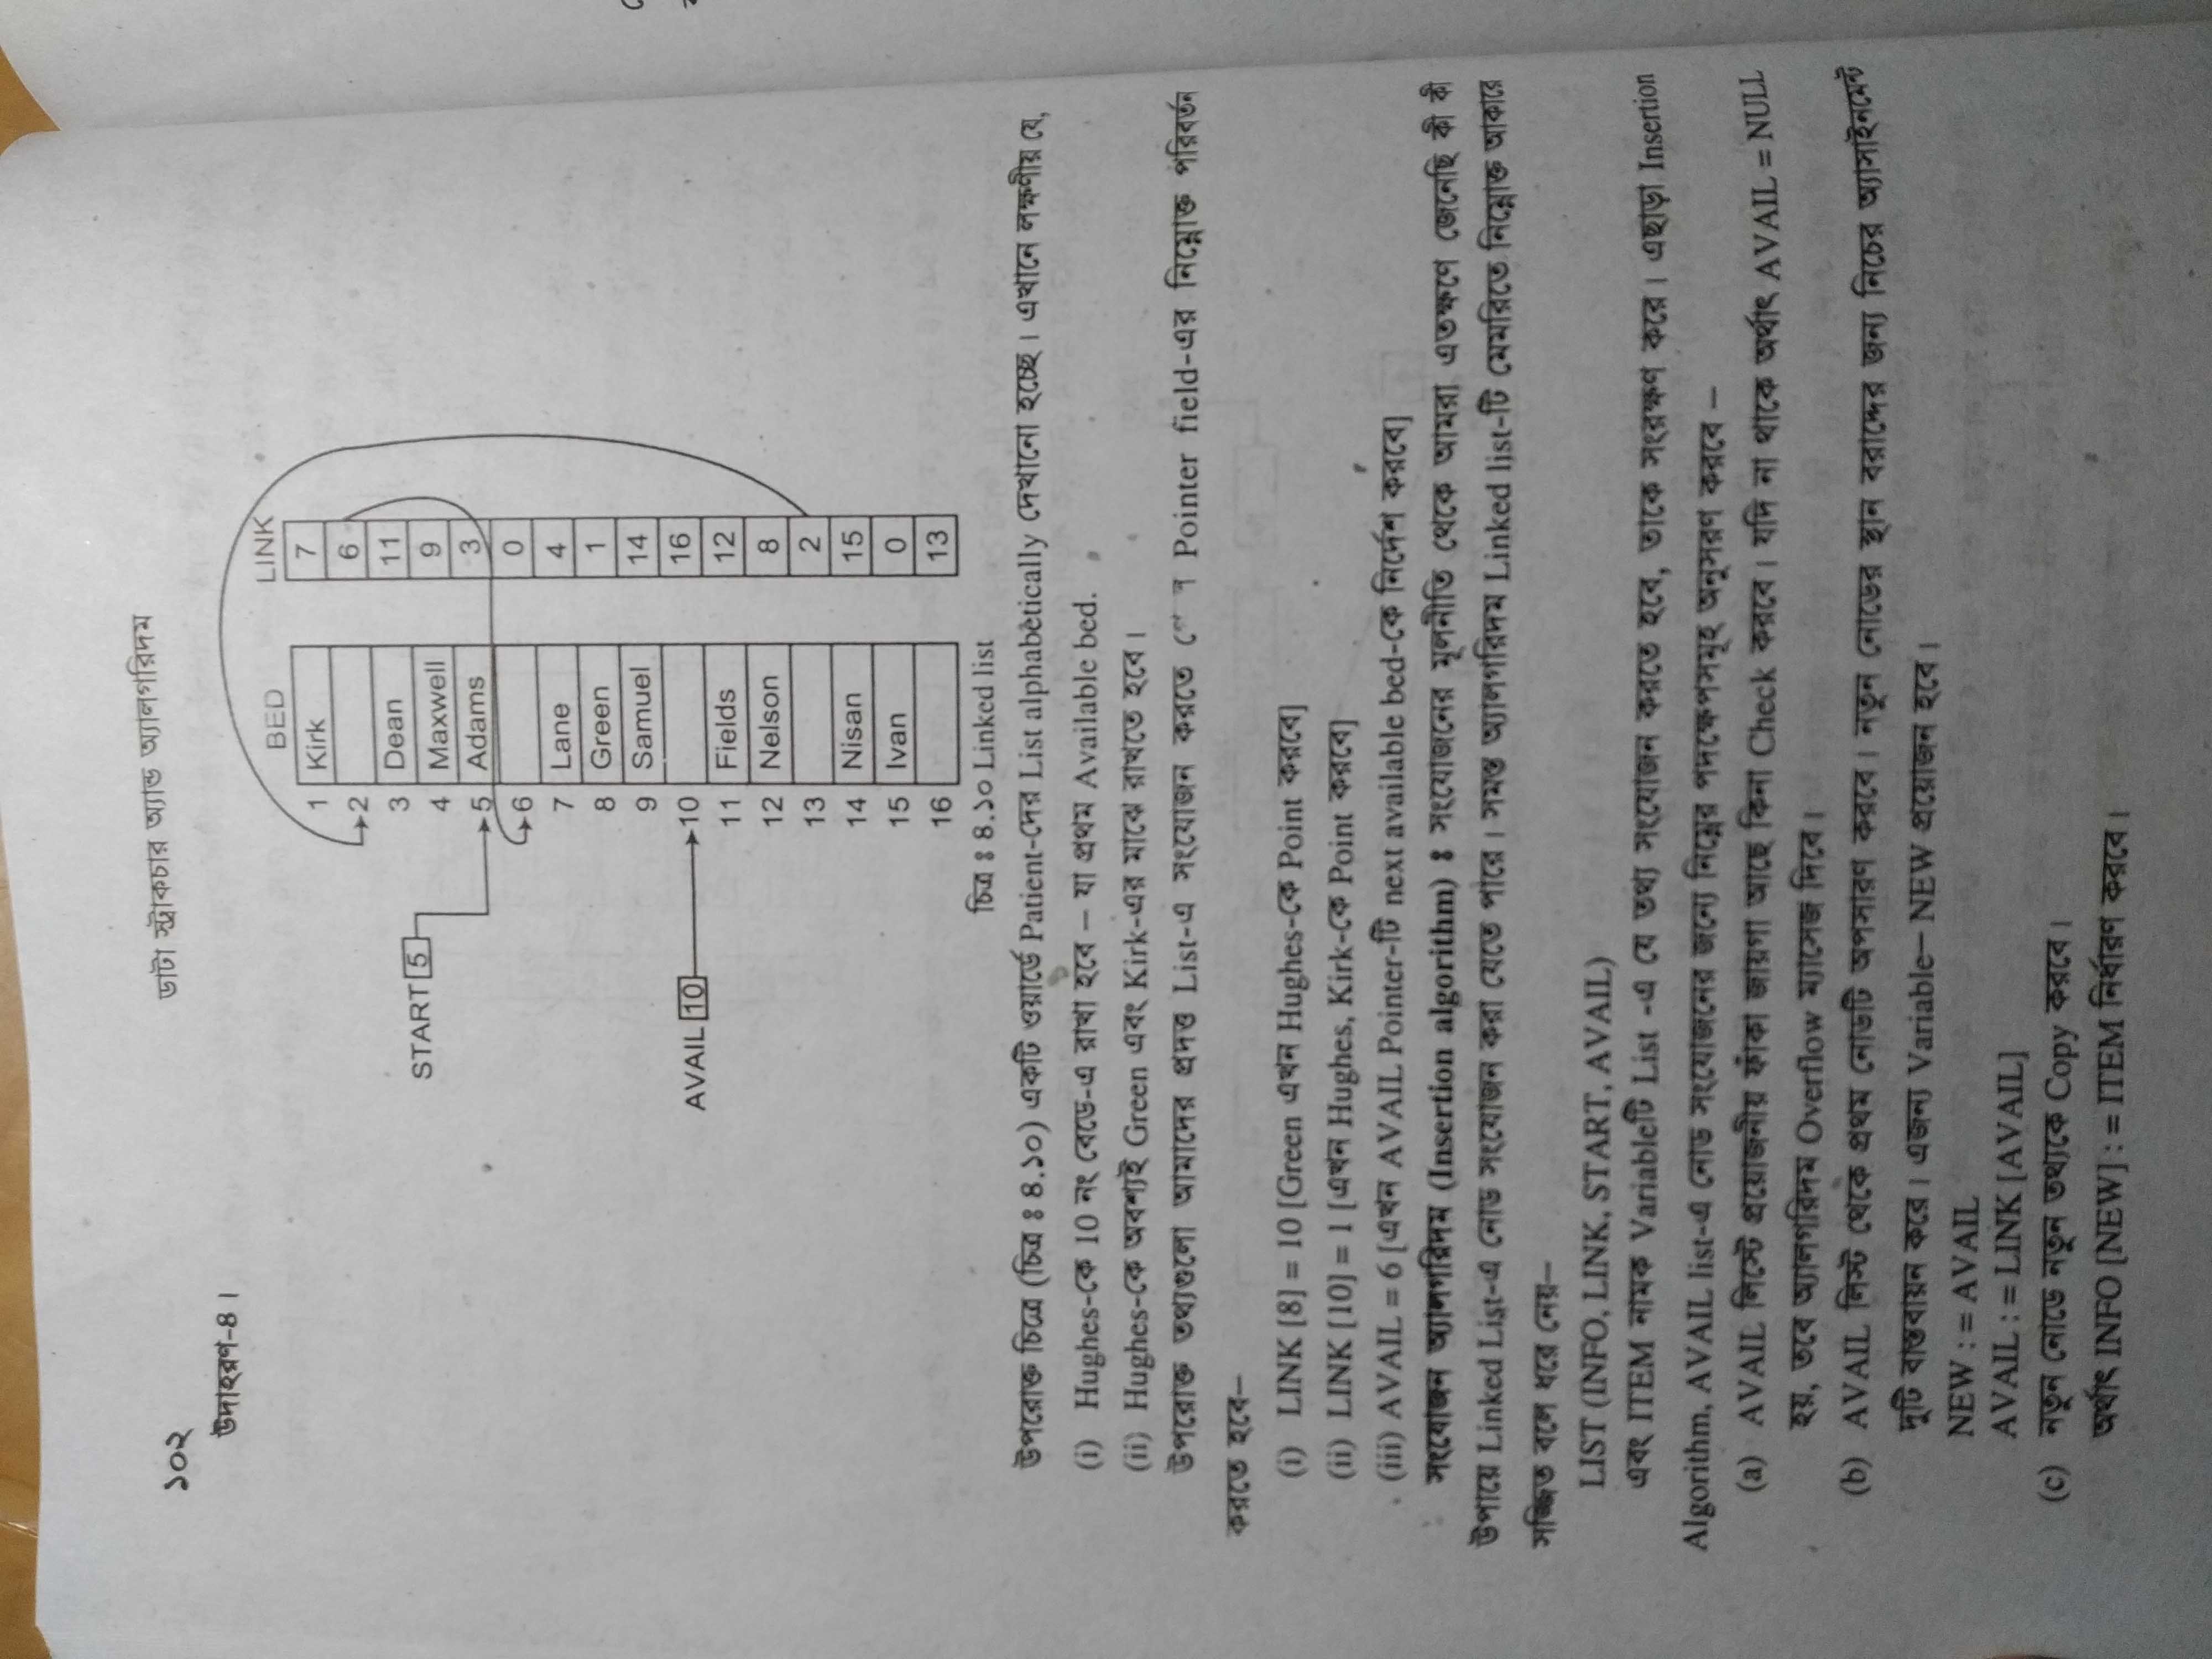 ১০২
ডাটা স্ট্রাকচার অ্যান্ড অ্যালগরিদম
উদাহরণ-৪।
BED LINK
1 Kirk 7
2 6
3 Dean 11
4 Maxwell 9
START 5
5 Adams 3
6 0
7 Lane 4
8 Green 1
9 Samuel 14
AVAIL 10
10 16
11 Fields 12
12 Nelson 8
13 2
14 Nisan 15
15 Ivan 0
16 13
চিত্র ঃ ৪.১০ Linked list
উপরোক্ত চিত্রে (চিত্র ঃ ৪.১০) একটি ওয়ার্ডে Patient-দের List alphabetically দেখানো হচ্ছে। এখানে লক্ষণীয় যে,
(i) Hughes-কে 10 নং বেডে-এ রাখা হবে – যা প্রথম Available bed.
(ii) Hughes-কে অবশ্যই Green এবং Kirk-এর মাঝে রাখতে হবে।
উপরোক্ত তথ্যগুলো আমাদের প্রদত্ত List-এ সংযোজন করতে Pointer field-এর নিম্নোক্ত পরিবর্তন
করতে হবে–
(i) LINK [8] = 10 [Green এখন Hughes-কে Point করবে]
(ii) LINK [10] = 1 [এখন Hughes, Kirk-কে Point করবে]
(iii) AVAIL = 6 [এখন AVAIL Pointer-টি next available bed-কে নির্দেশ করবে]
সংযোজন অ্যালগরিদম (Insertion algorithm) ঃ সংযোজনের মূলনীতি থেকে আমরা এতক্ষণে জেনেছি কী কী
উপায়ে Linked List-এ নোড সংযোজন করা যেতে পারে। সমস্ত অ্যালগরিদম Linked list-টি মেমরিতে নিম্নোক্ত আকারে
সজ্জিত বলে ধরে নেয়–
LIST (INFO, LINK, START, AVAIL)
এবং ITEM নামক Variableটি List -এ যে তথ্য সংযোজন করতে হবে, তাকে সংরক্ষণ করে। এছাড়া Insertion
Algorithm, AVAIL list-এ নোড সংযোজনের জন্যে নিম্নের পদক্ষেপসমূহ অনুসরণ করবে –
(a) AVAIL লিস্টে প্রয়োজনীয় ফাঁকা জায়গা আছে কিনা Check করবে। যদি না থাকে অর্থাৎ AVAIL = NULL
হয়, তবে অ্যালগরিদম Overflow ম্যাসেজ দিবে।
(b) AVAIL লিস্ট থেকে প্রথম নোডটি অপসারণ করবে। নতুন নোডের স্থান বরাদ্দের জন্য নিচের অ্যাসাইনমেন্ট
দুটি বাস্তবায়ন করে। এজন্য Variable– NEW প্রয়োজন হবে।
NEW : = AVAIL
AVAIL : = LINK [AVAIL]
(c) নতুন নোডে নতুন তথ্যকে Copy করবে।
অর্থাৎ INFO [NEW] : = ITEM নির্ধারণ করবে।